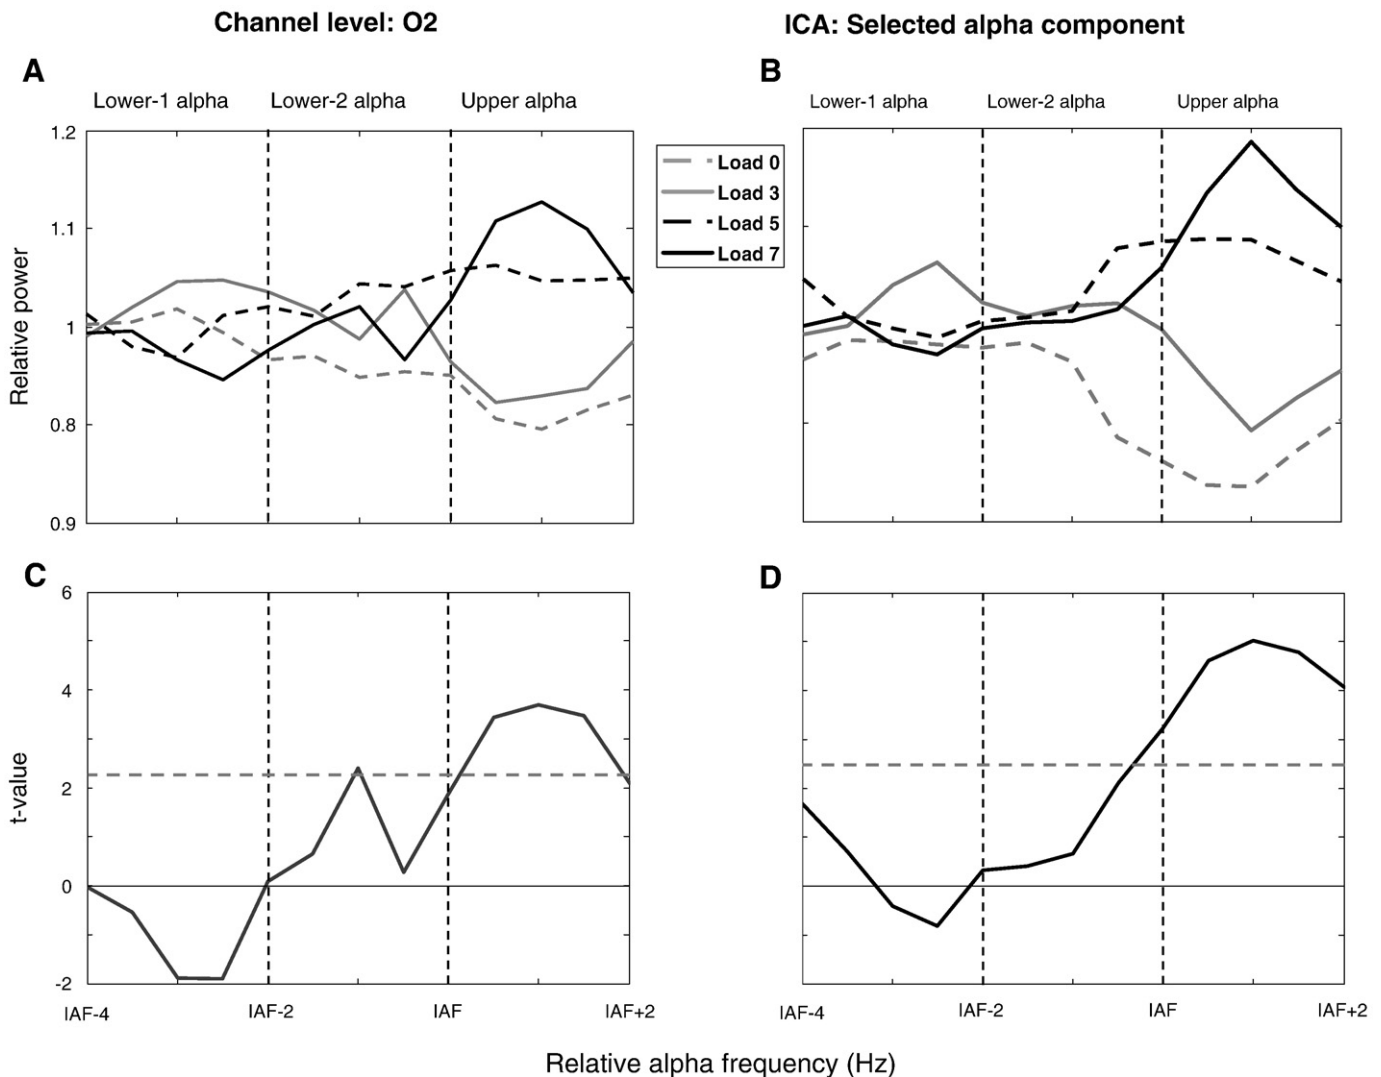 Channel level: O2
ICA: Selected alpha component
A
B
Lower-1 alpha
Lower-2 alpha
Upper alpha
Lower-1 alpha
Lower-2 alpha
Upper alpha
1.2
1.1
1
0.8
0.9
Relative power
Load 0
Load 3
Load 5
Load 7
C
D
6
4
2
0
-2
t-value
IAF-4
IAF-2
IAF
IAF+2
IAF-4
IAF-2
IAF
IAF+2
Relative alpha frequency (Hz)